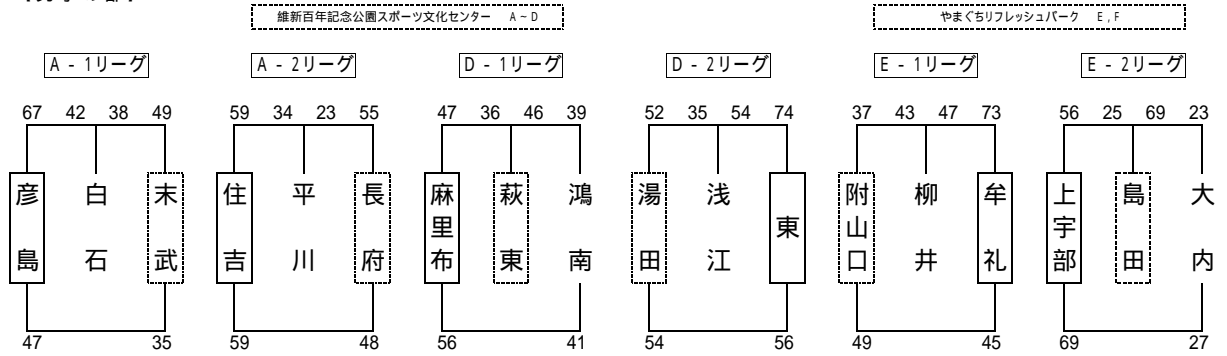 維新百年記念公園スポーツ文化センター A~D
やまぐちリフレッシュパーク E,F
A-1リーグ A-2リーグ D-1リーグ D-2リーグ E-1リーグ E-2リーグ
67 42 38 49 59 34 23 55 47 36 46 39 52 35 54 74 37 43 47 73 56 25 69 23
彦島 白石 末武 住吉 平川 長府 麻里布 萩東 鴻南 湯田 浅江 東 附山口 柳井 牟礼 上宇部 島田 大内
47 35 59 48 56 41 54 56 49 45 69 27